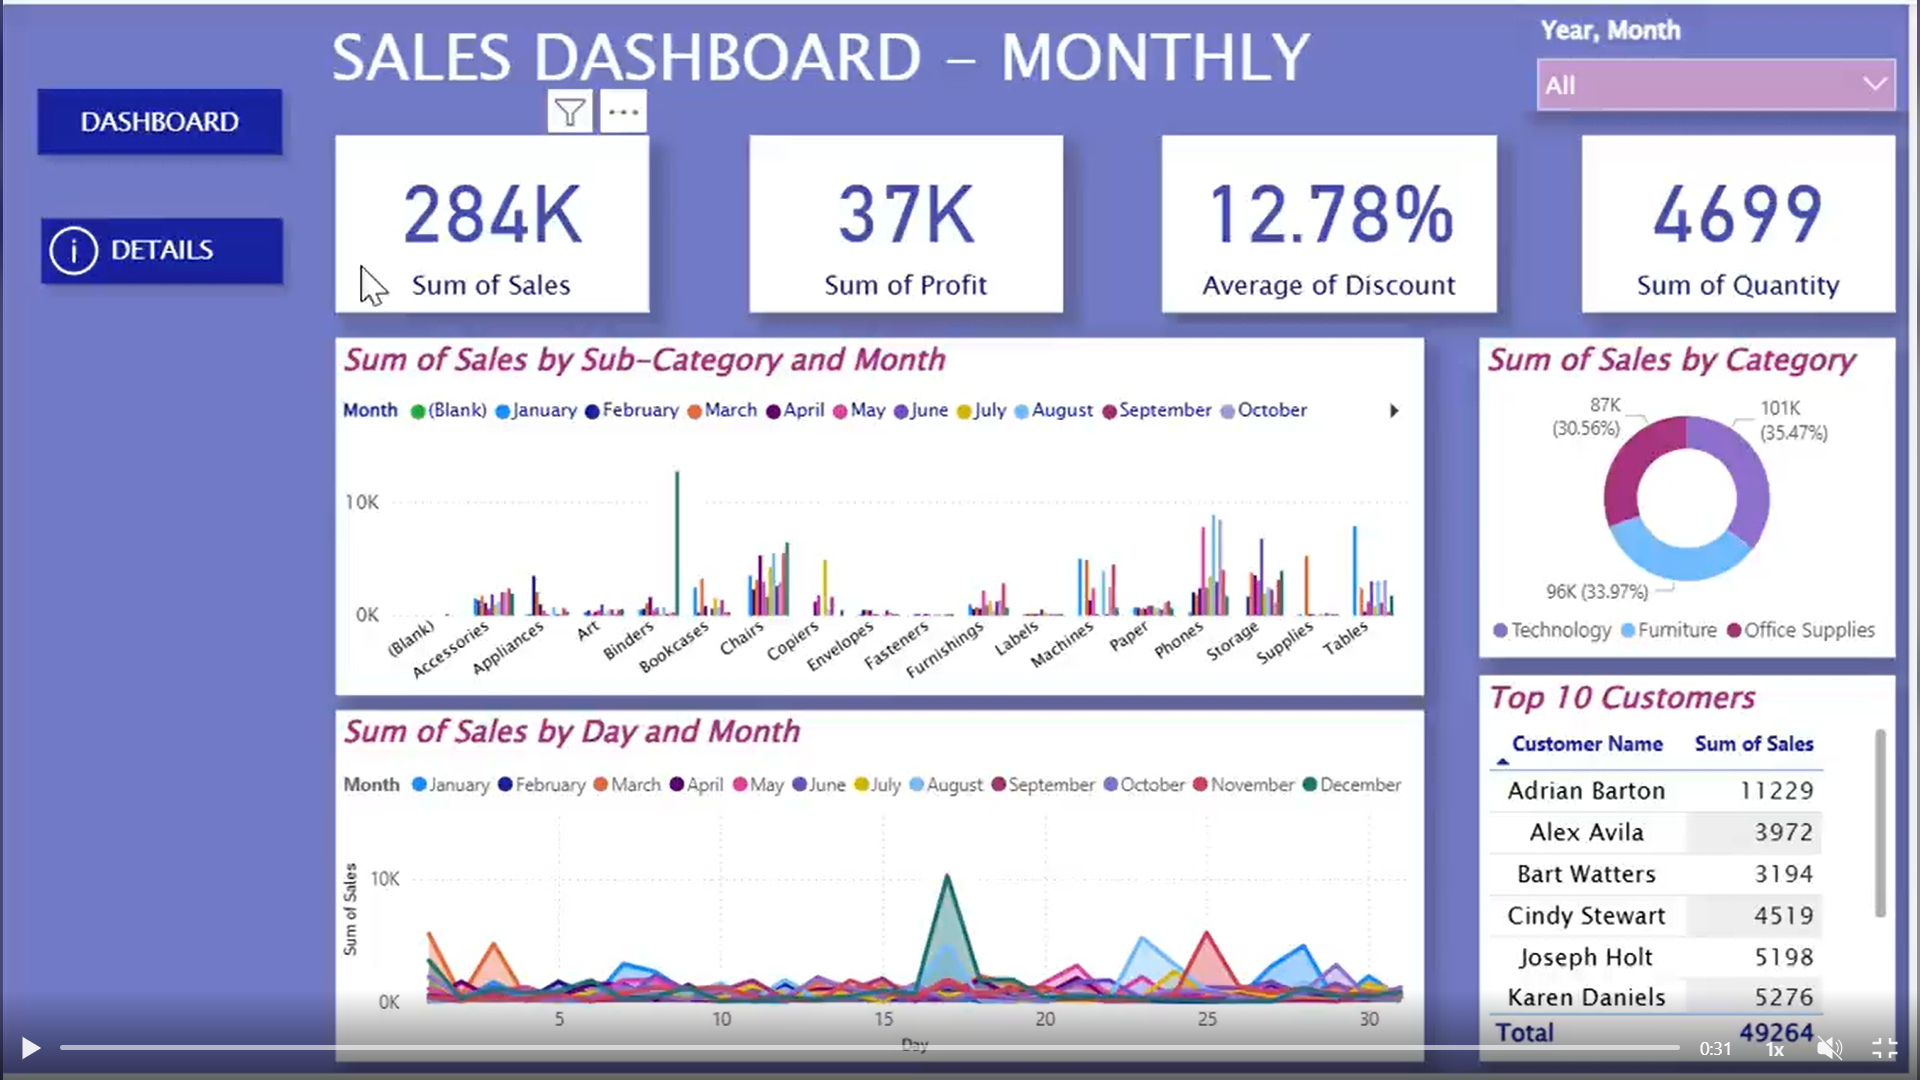 SALES DASHBOARD – MONTHLY
Year, Month
All
DASHBOARD
DETAILS
284K
Sum of Sales
37K
Sum of Profit
12.78%
Average of Discount
4699
Sum of Quantity
Sum of Sales by Sub-Category and Month
Month (Blank) January February March April May June July August September October
10K
0K
(Blank) Accessories Appliances Art Binders Bookcases Chairs Copiers Envelopes Fasteners Furnishings Labels Machines Paper Phones Storage Supplies Tables
Sum of Sales by Category
87K
(30.56%)
101K
(35.47%)
96K (33.97%)
Technology Furniture Office Supplies
Sum of Sales by Day and Month
Month January February March April May June July August September October November December
Sum of Sales
10K
0K
5 10 15 20 25 30
Day
Top 10 Customers
Customer Name Sum of Sales
Adrian Barton 11229
Alex Avila 3972
Bart Watters 3194
Cindy Stewart 4519
Joseph Holt 5198
Karen Daniels 5276
Total 49264
0:31 1x